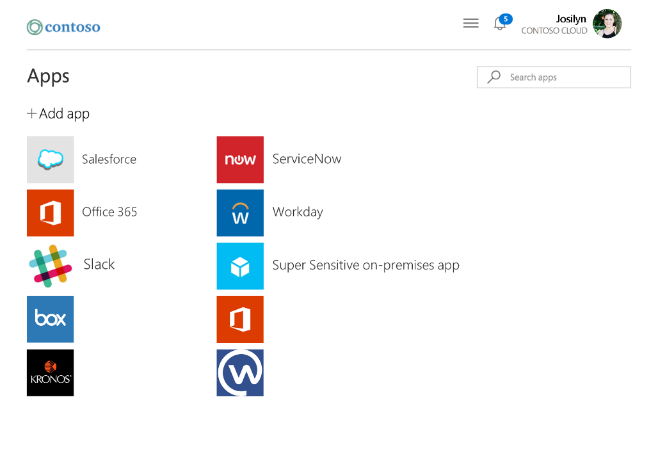 contoso
5
Josilyn
CONTOSO CLOUD
Apps
Search apps
+Add app
Salesforce
now
ServiceNow
Office 365
W
Workday
Slack
Super Sensitive on-premises app
box
KRONOS
W